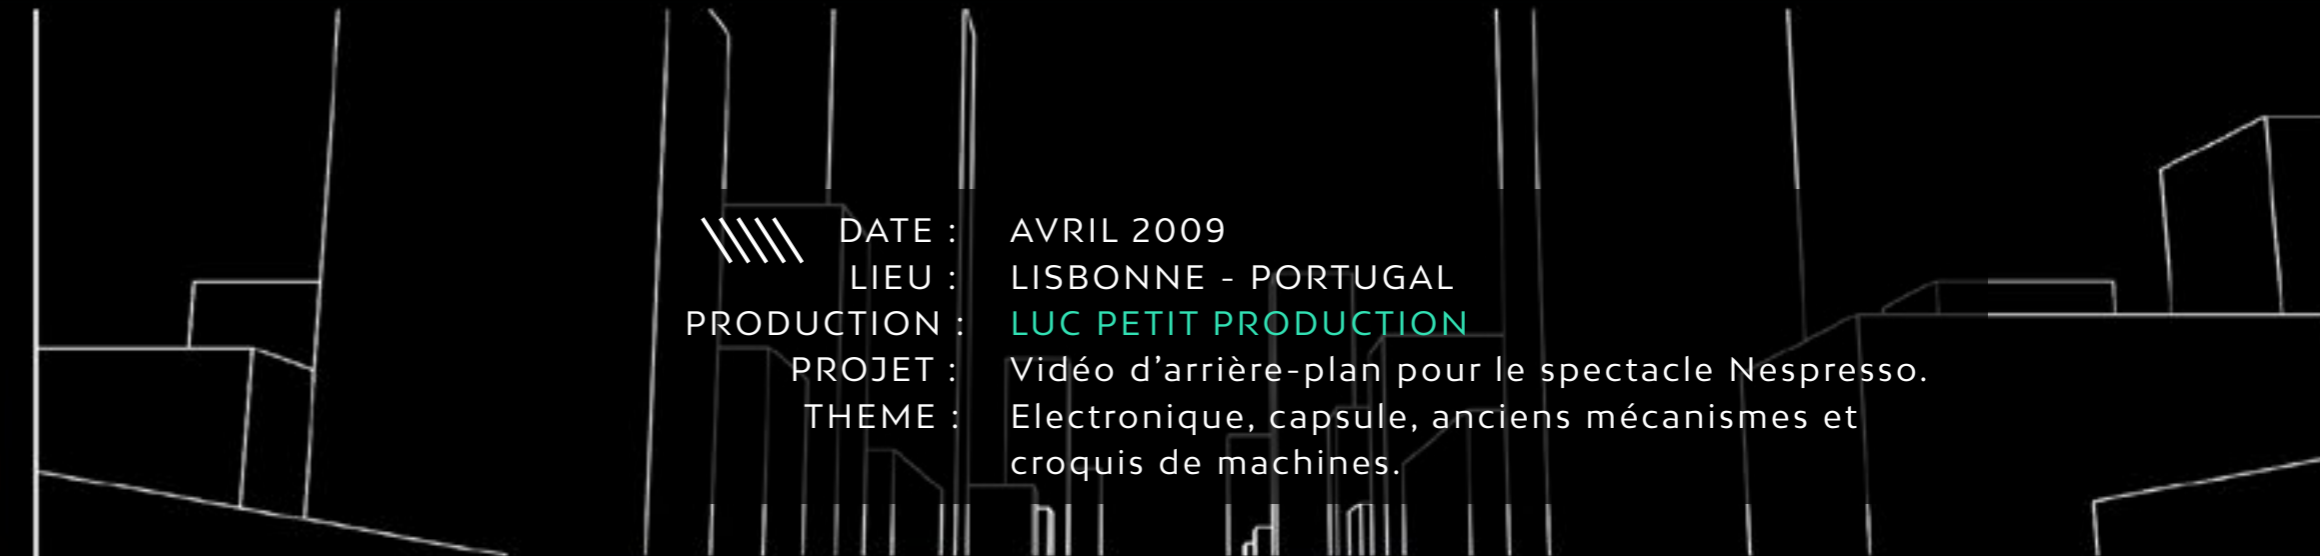 DATE : AVRIL 2009
LIEU : LISBONNE - PORTUGAL
PRODUCTION : LUC PETIT PRODUCTION
PROJET : Vidéo d’arrière-plan pour le spectacle Nespresso.
THEME : Electronique, capsule, anciens mécanismes et
croquis de machines.